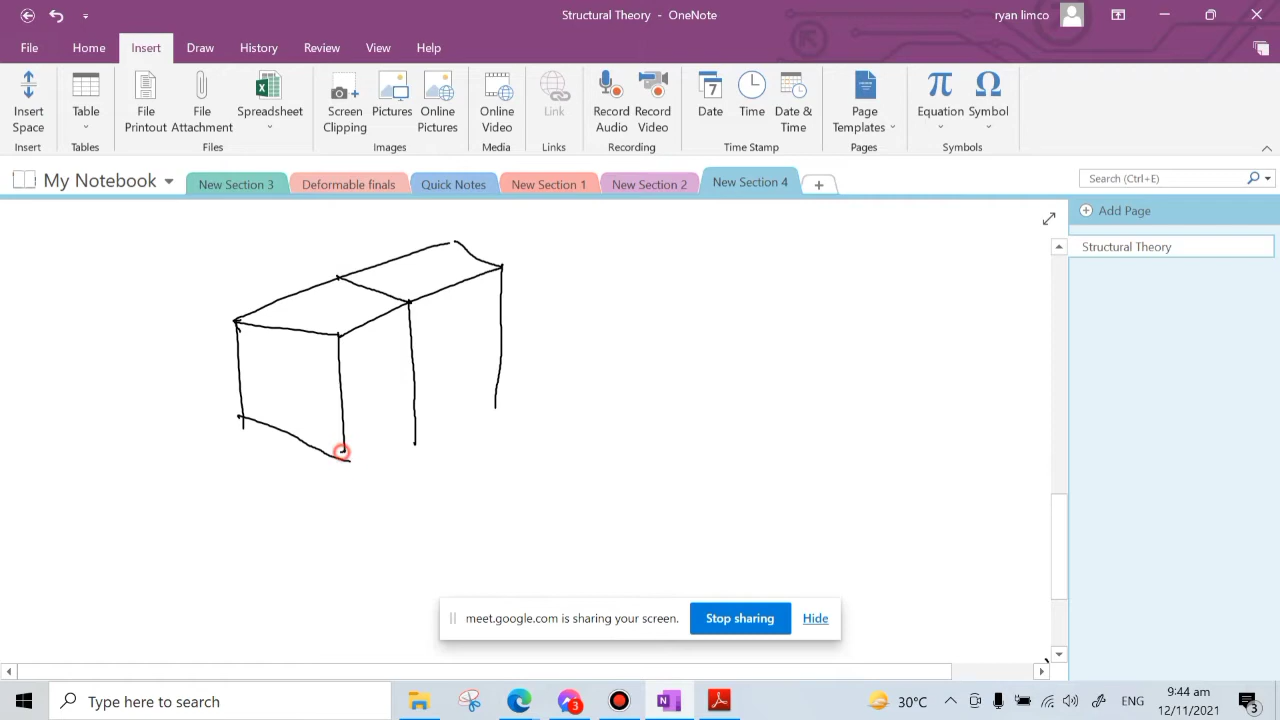 Structural Theory - OneNote
ryan limco
File Home Insert Draw History Review View Help
Insert Space
Table
File Printout
File Attachment
Spreadsheet
Screen Clipping
Pictures
Online Pictures
Online Video
Link
Record Audio
Record Video
Date
Time
Date & Time
Page Templates
Equation
Symbol
Insert Tables Files Images Media Links Recording Time Stamp Pages Symbols
My Notebook
New Section 3
Deformable finals
Quick Notes
New Section 1
New Section 2
New Section 4
Search (Ctrl+E)
Add Page
Structural Theory
meet.google.com is sharing your screen.
Stop sharing
Hide
Type here to search
3
30°C
ENG
9:44 am
12/11/2021
3